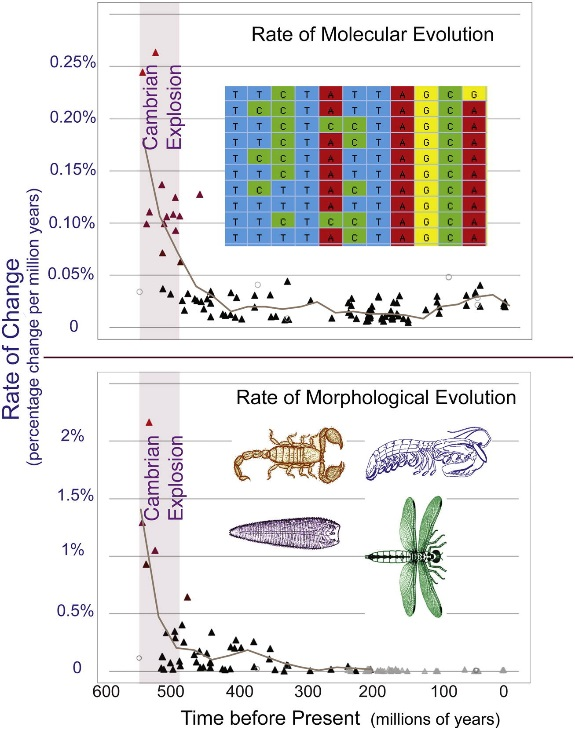 Rate of Molecular Evolution
0.25%
0.20%
0.15%
0.10%
0.05%
0
Cambrian
Explosion
T T C T A T T A G C G
T C C T A T T A G C A
T T C T C C T A G C A
T T C T A T T A G C A
T C C T A C T A G C A
T T C T A T T A G C A
T C T T A C T A G C A
T T T T A T T A G C A
T T C T C C T A G C A
T T T T A C T A G C A
Rate of Change
(percentage change per million years)
Rate of Morphological Evolution
2%
1.5%
1%
0.5%
0
Cambrian
Explosion
600 500 400 300 200 100 0
Time before Present (millions of years)